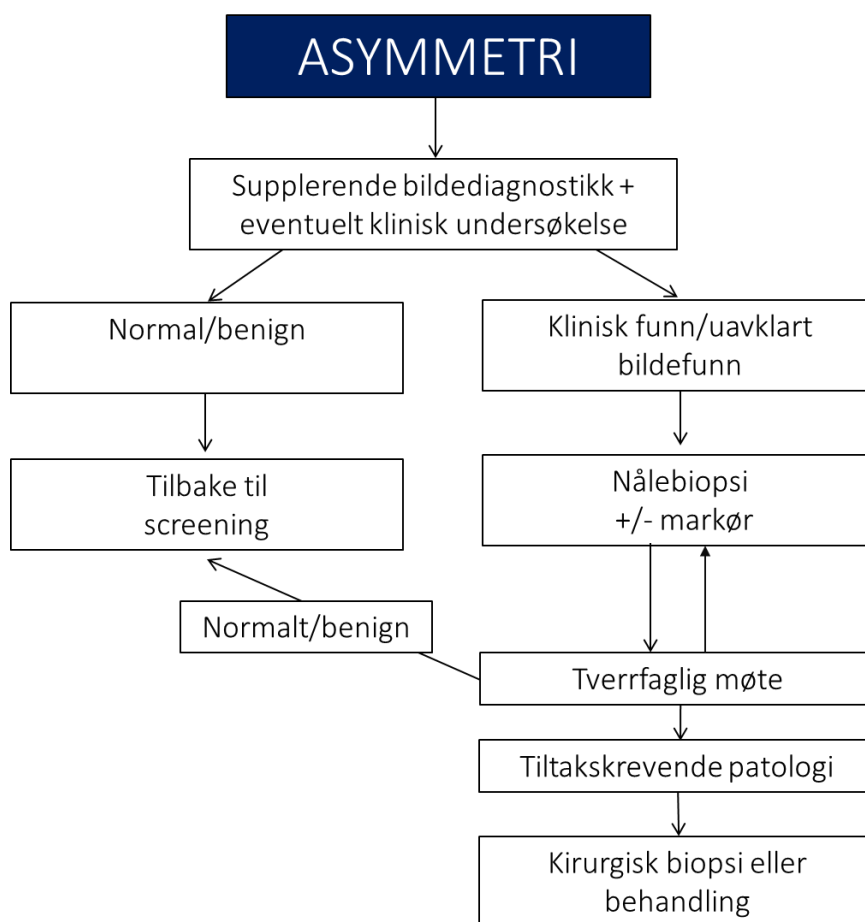 ASYMMETRI
Supplerende bildediagnostikk +
eventuelt klinisk undersøkelse
Normal/benign
Klinisk funn/uavklart
bildefunn
Tilbake til
screening
Nålebiopsi
+/- markør
Normalt/benign
Tverrfaglig møte
Tiltakskrevende patologi
Kirurgisk biopsi eller
behandling